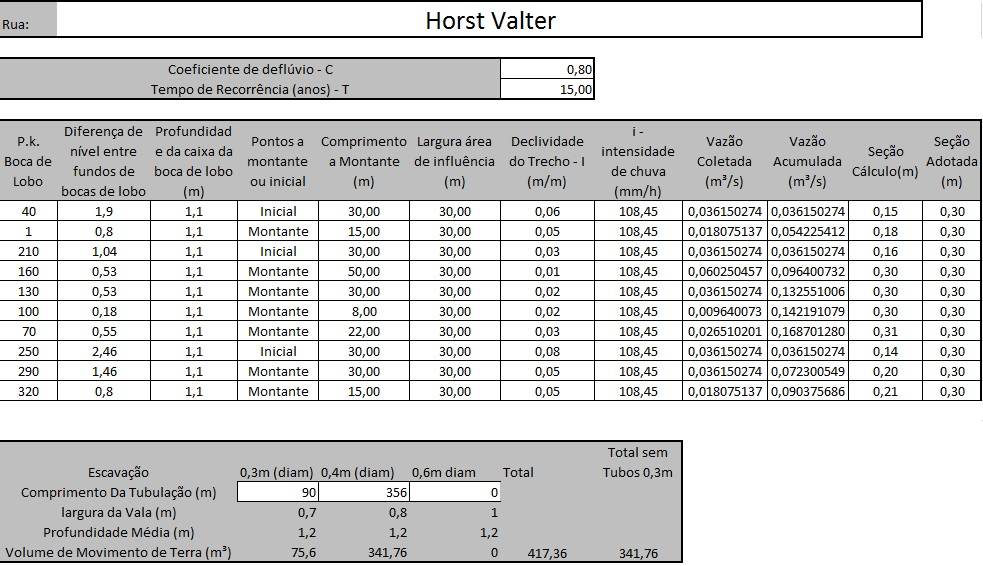 Rua: Horst Valter
Coeficiente de deflúvio - C 0,80
Tempo de Recorrência (anos) - T 15,00
P.k. Boca de Lobo
Diferença de nível entre fundos de bocas de lobo
Profundidad e da caixa da boca de lobo (m)
Pontos a montante ou inicial
Comprimento a Montante (m)
Largura área de influência (m)
Declividade do Trecho - I (m/m)
i - intensidade de chuva (mm/h)
Vazão Coletada (m³/s)
Vazão Acumulada (m³/s)
Seção Cálculo(m)
Seção Adotada (m)
40 1,9 1,1 Inicial 30,00 30,00 0,06 108,45 0,036150274 0,036150274 0,15 0,30
1 0,8 1,1 Montante 15,00 30,00 0,05 108,45 0,018075137 0,054225412 0,18 0,30
210 1,04 1,1 Inicial 30,00 30,00 0,03 108,45 0,036150274 0,036150274 0,16 0,30
160 0,53 1,1 Montante 50,00 30,00 0,01 108,45 0,060250457 0,096400732 0,30 0,30
130 0,53 1,1 Montante 30,00 30,00 0,02 108,45 0,036150274 0,132551006 0,30 0,30
100 0,18 1,1 Montante 8,00 30,00 0,02 108,45 0,009640073 0,142191079 0,30 0,30
70 0,55 1,1 Montante 22,00 30,00 0,03 108,45 0,026510201 0,168701280 0,31 0,30
250 2,46 1,1 Inicial 30,00 30,00 0,08 108,45 0,036150274 0,036150274 0,14 0,30
290 1,46 1,1 Montante 30,00 30,00 0,05 108,45 0,036150274 0,072300549 0,20 0,30
320 0,8 1,1 Montante 15,00 30,00 0,05 108,45 0,018075137 0,090375686 0,21 0,30
Total sem
Escavação 0,3m (diam) 0,4m (diam) 0,6m diam Total Tubos 0,3m
Comprimento Da Tubulação (m) 90 356 0
largura da Vala (m) 0,7 0,8 1
Profundidade Média (m) 1,2 1,2 1,2
Volume de Movimento de Terra (m³) 75,6 341,76 0 417,36 341,76